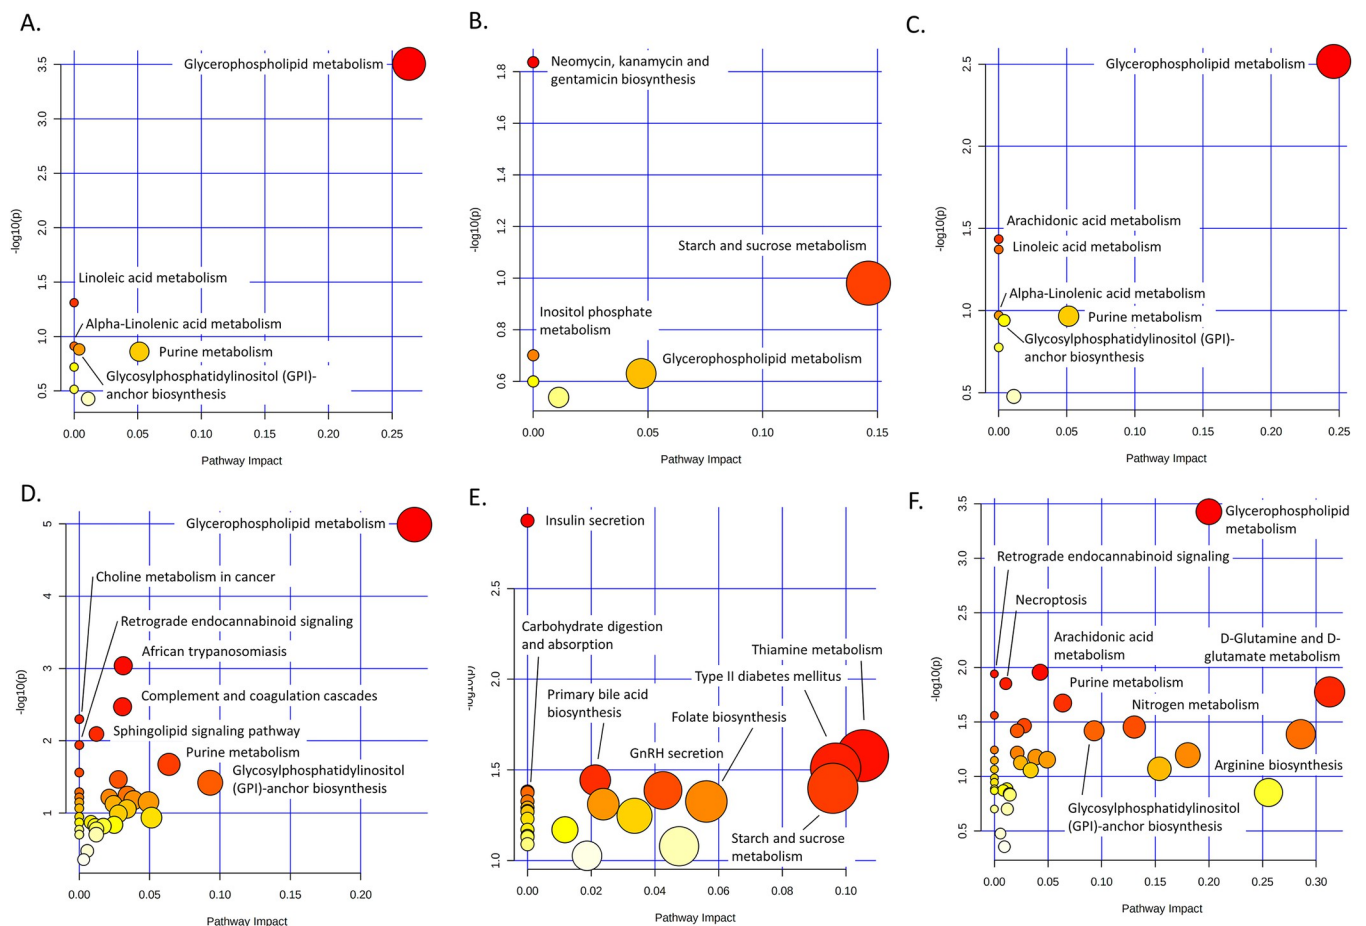 A.
3.5
3.0
2.5
2.0
1.5
1.0
0.5
-log10(p)
Glycerophospholipid metabolism
Linoleic acid metabolism
Alpha-Linolenic acid metabolism
Purine metabolism
Glycosylphosphatidylinositol (GPI)-
anchor biosynthesis
0.00 0.05 0.10 0.15 0.20 0.25
Pathway Impact
B.
1.8
1.6
1.4
1.2
1.0
0.8
0.6
-log10(p)
Neomycin, kanamycin and
gentamicin biosynthesis
Starch and sucrose metabolism
Inositol phosphate
metabolism
Glycerophospholipid metabolism
0.00 0.05 0.10 0.15
Pathway Impact
C.
2.5
2.0
1.5
1.0
0.5
-log10(p)
Glycerophospholipid metabolism
Arachidonic acid metabolism
Linoleic acid metabolism
Alpha-Linolenic acid metabolism
Purine metabolism
Glycosylphosphatidylinositol (GPI)-
anchor biosynthesis
0.00 0.05 0.10 0.15 0.20 0.25
Pathway Impact
D.
5
4
3
2
1
-log10(p)
Glycerophospholipid metabolism
Choline metabolism in cancer
Retrograde endocannabinoid signaling
African trypanosomiasis
Complement and coagulation cascades
Sphingolipid signaling pathway
Purine metabolism
Glycosylphosphatidylinositol
(GPI)-anchor biosynthesis
0.00 0.05 0.10 0.15 0.20
Pathway Impact
E.
2.5
2.0
1.5
1.0
Insulin secretion
Carbohydrate digestion
and absorption
Thiamine metabolism
Type II diabetes mellitus
Primary bile acid
biosynthesis
Folate biosynthesis
GnRH secretion
Starch and sucrose
metabolism
0.00 0.02 0.04 0.06 0.08 0.10
Pathway Impact
F.
3.5
3.0
2.5
2.0
1.5
1.0
0.5
-log10(p)
Glycerophospholipid
metabolism
Retrograde endocannabinoid signaling
Necroptosis
Arachidonic acid
metabolism
D-Glutamine and D-
glutamate metabolism
Purine metabolism
Nitrogen metabolism
Arginine biosynthesis
Glycosylphosphatidylinositol
(GPI)-anchor biosynthesis
0.00 0.05 0.10 0.15 0.20 0.25 0.30
Pathway Impact